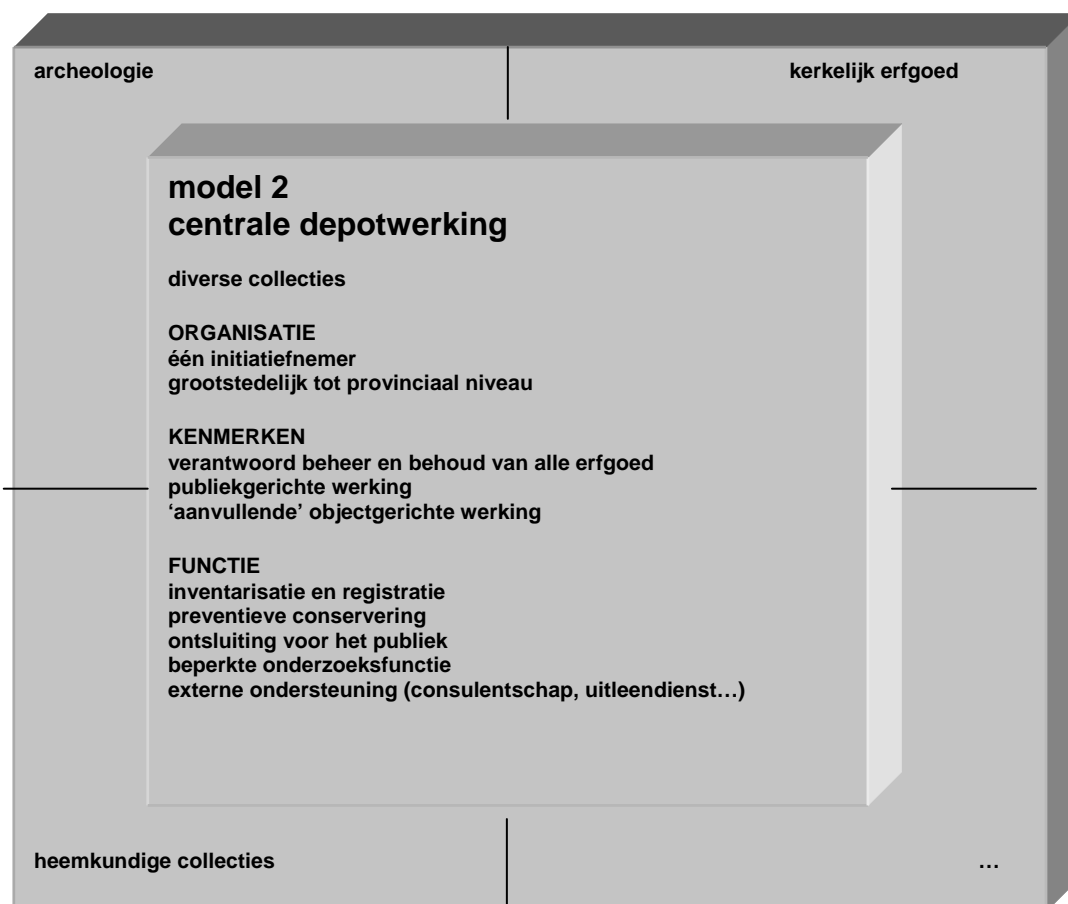 archeologie
kerkelijk erfgoed
model 2
centrale depotwerking
diverse collecties
ORGANISATIE
één initiatiefnemer
grootstedelijk tot provinciaal niveau
KENMERKEN
verantwoord beheer en behoud van alle erfgoed
publiekgerichte werking
‘aanvullende’ objectgerichte werking
FUNCTIE
inventarisatie en registratie
preventieve conservering
ontsluiting voor het publiek
beperkte onderzoeksfunctie
externe ondersteuning (consulentschap, uitleendienst…)
heemkundige collecties
…